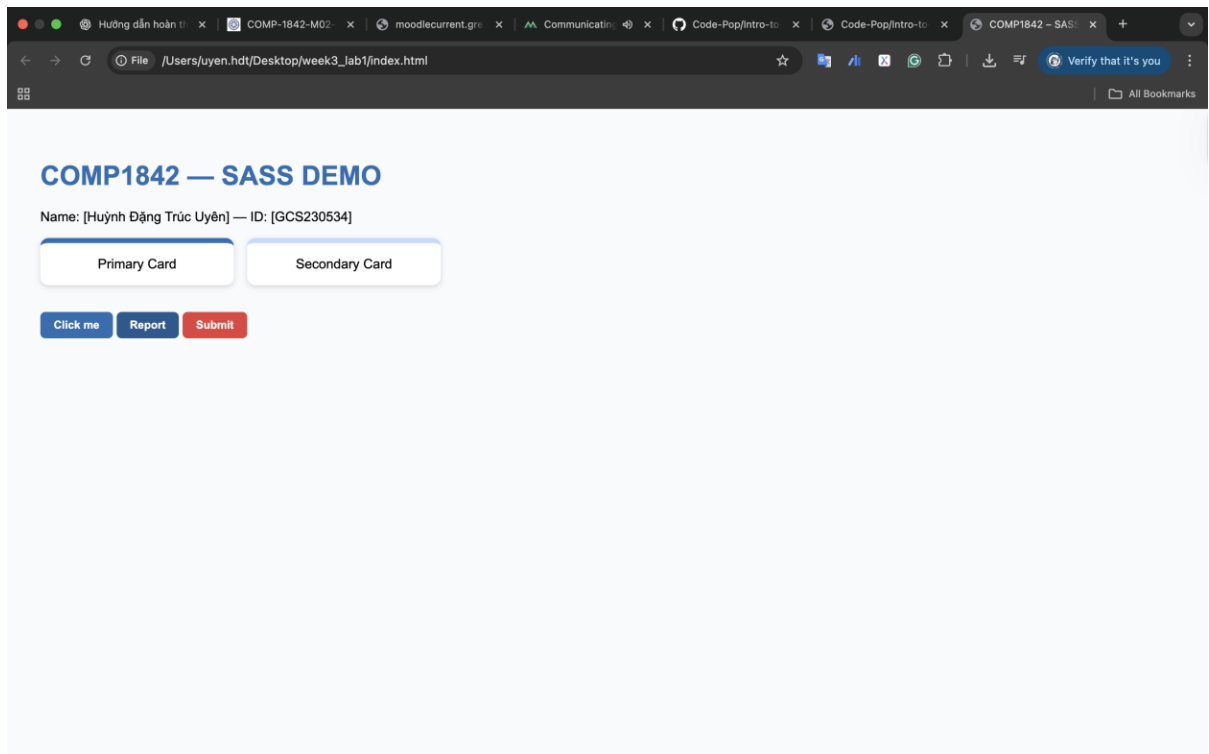 Hướng dẫn hoàn th
COMP-1842-M02-
moodlecurrent.gre
Communicating
Code-Pop/Intro-to
Code-Pop/Intro-to
COMP1842 – SAS
File /Users/uyen.hdt/Desktop/week3_lab1/index.html
Verify that it's you
All Bookmarks
COMP1842 — SASS DEMO
Name: [Huỳnh Đặng Trúc Uyên] — ID: [GCS230534]
Primary Card
Secondary Card
Click me
Report
Submit